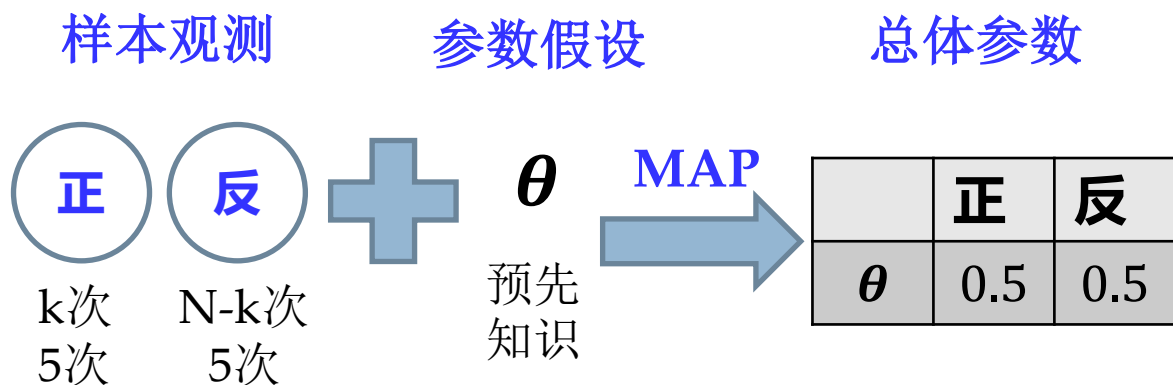 样本观测
参数假设
总体参数
正
反
θ
MAP
正 反
θ 0.5 0.5
预先
知识
k次
5次
N-k次
5次